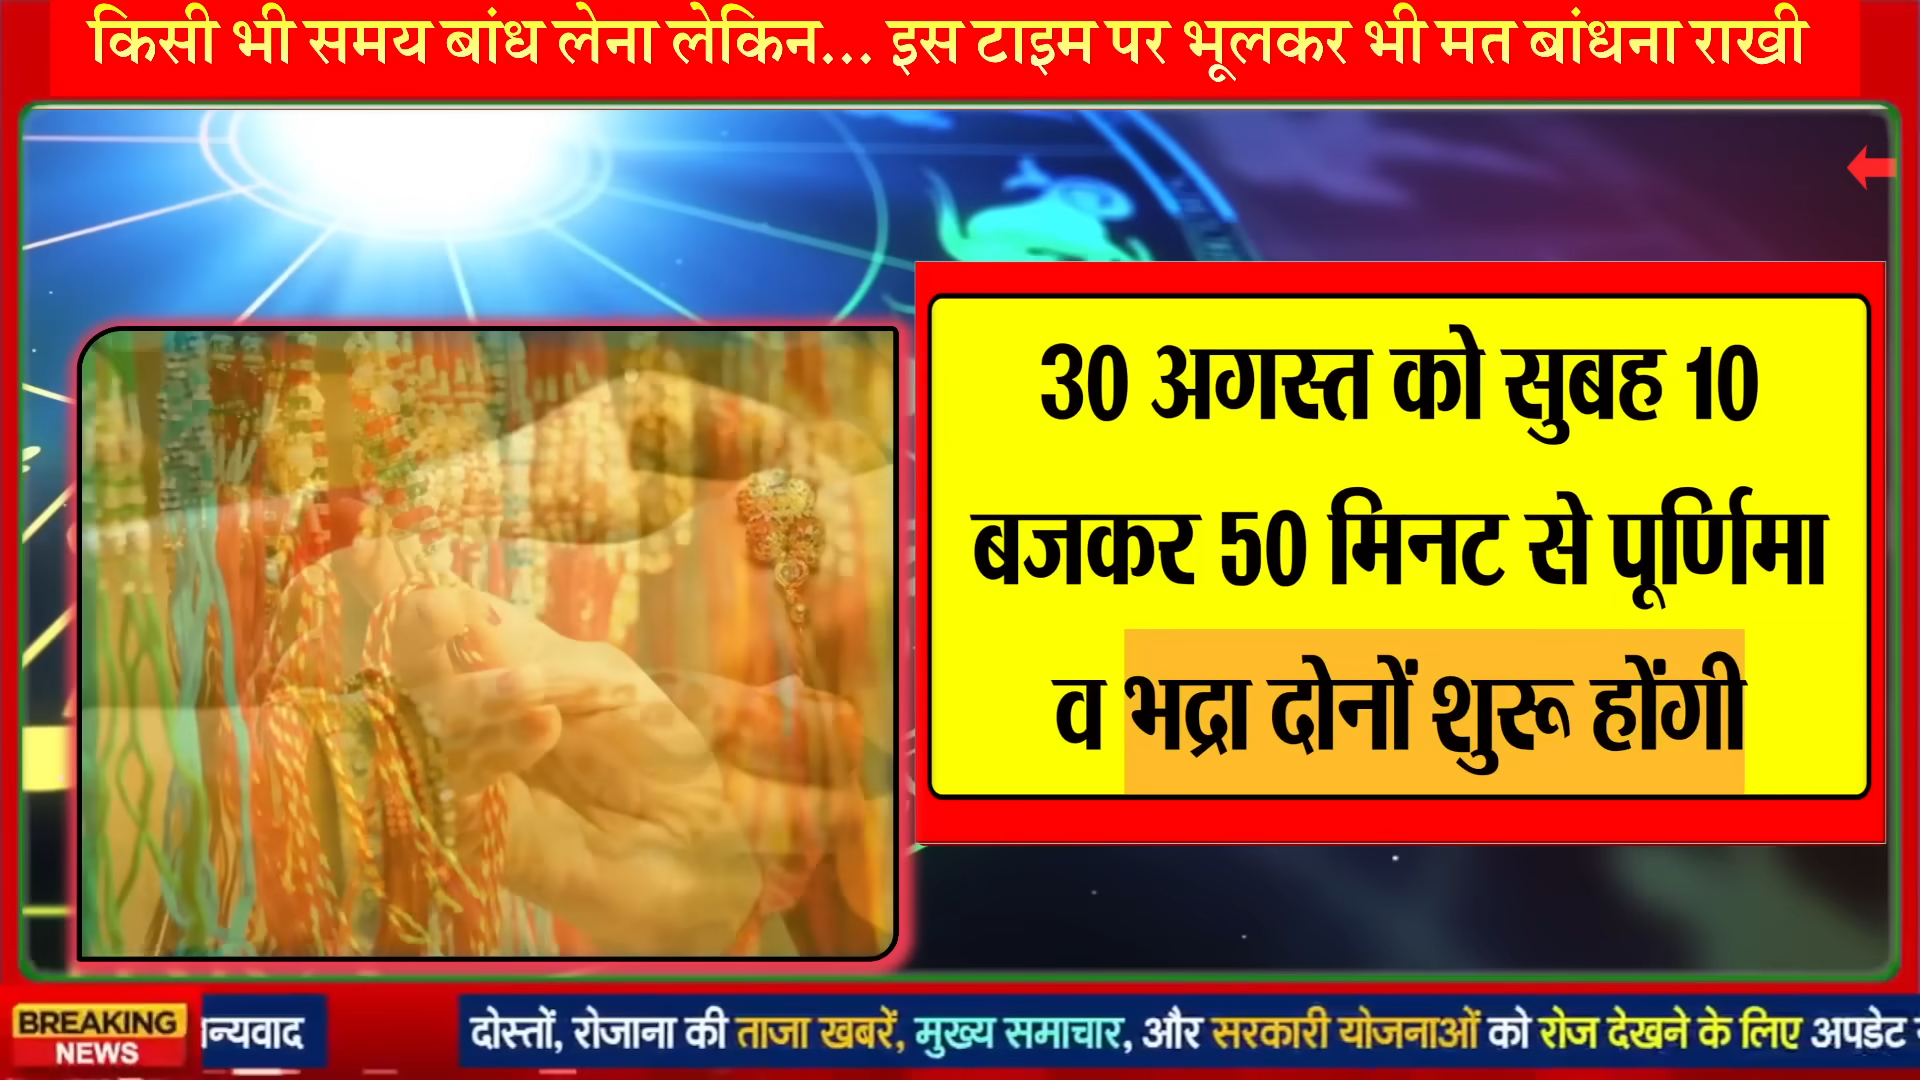 किसी भी समय बांध लेना लेकिन... इस टाइम पर भूलकर भी मत बांधना राखी
30 अगस्त को सुबह 10
बजकर 50 मिनट से पूर्णिमा
व भद्रा दोनों शुरू होंगी
BREAKING
NEWS
न्यवाद
दोस्तों, रोजाना की ताजा खबरें, मुख्य समाचार, और सरकारी योजनाओं को रोज देखने के लिए अपडेट